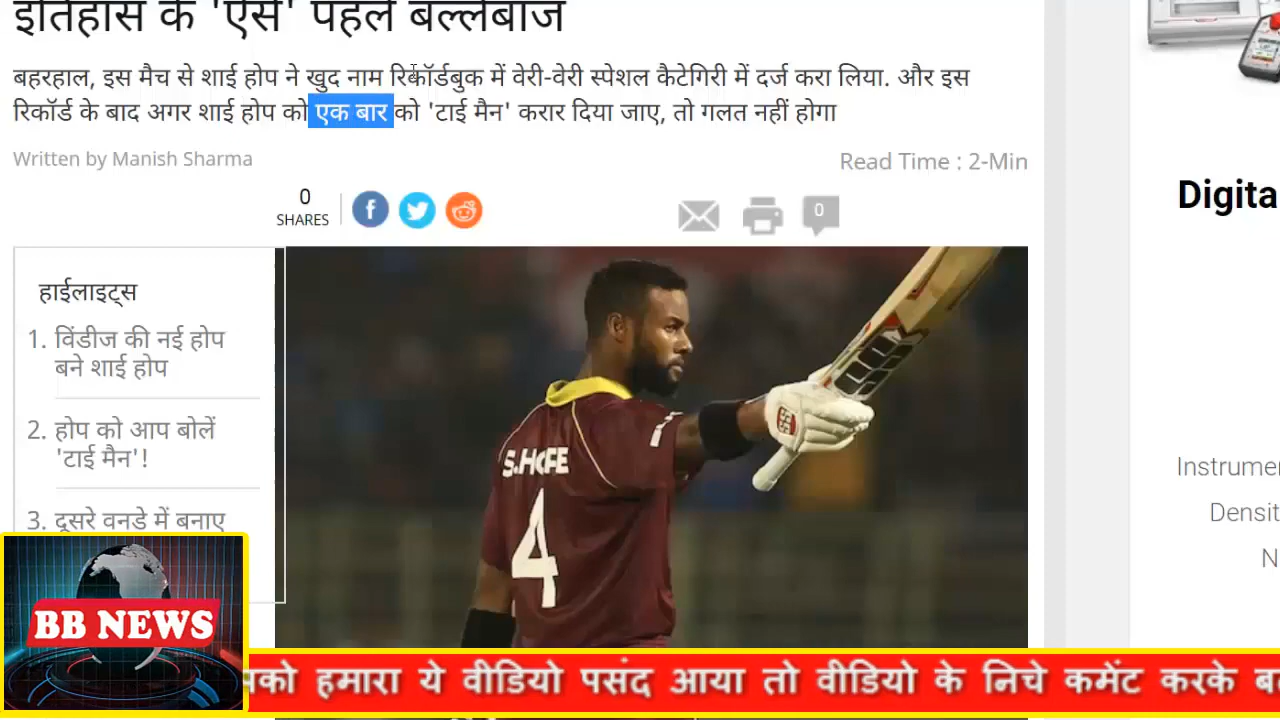 इतिहास के 'ऐसे' पहले बल्लेबाज
बहरहाल, इस मैच से शाई होप ने खुद नाम रिकॉर्डबुक में वेरी-वेरी स्पेशल कैटेगिरी में दर्ज करा लिया. और इस
रिकॉर्ड के बाद अगर शाई होप को एक बार को 'टाई मैन' करार दिया जाए, तो गलत नहीं होगा
Written by Manish Sharma
Read Time : 2-Min
0
SHARES
0
हाईलाइट्स
1. विंडीज की नई होप
बने शाई होप
2. होप को आप बोलें
'टाई मैन'!
3. दूसरे वनडे में बनाए
S.HOPE
4
Digita
Instrume
Densit
N
BB NEWS
हमारा ये वीडियो पसंद आया तो वीडियो के निचे कमेंट करके